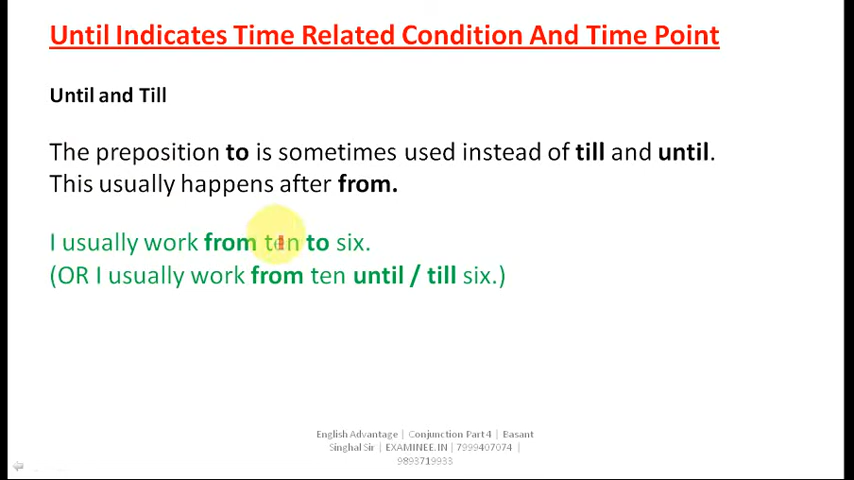 Until Indicates Time Related Condition And Time Point
Until and Till
The preposition to is sometimes used instead of till and until.
This usually happens after from.
I usually work from ten to six.
(OR I usually work from ten until / till six.)
English Advantage | Conjunction Part 4 | Basant
Singhal Sir | EXAMINEE.IN | 7999407074 |
9893719933